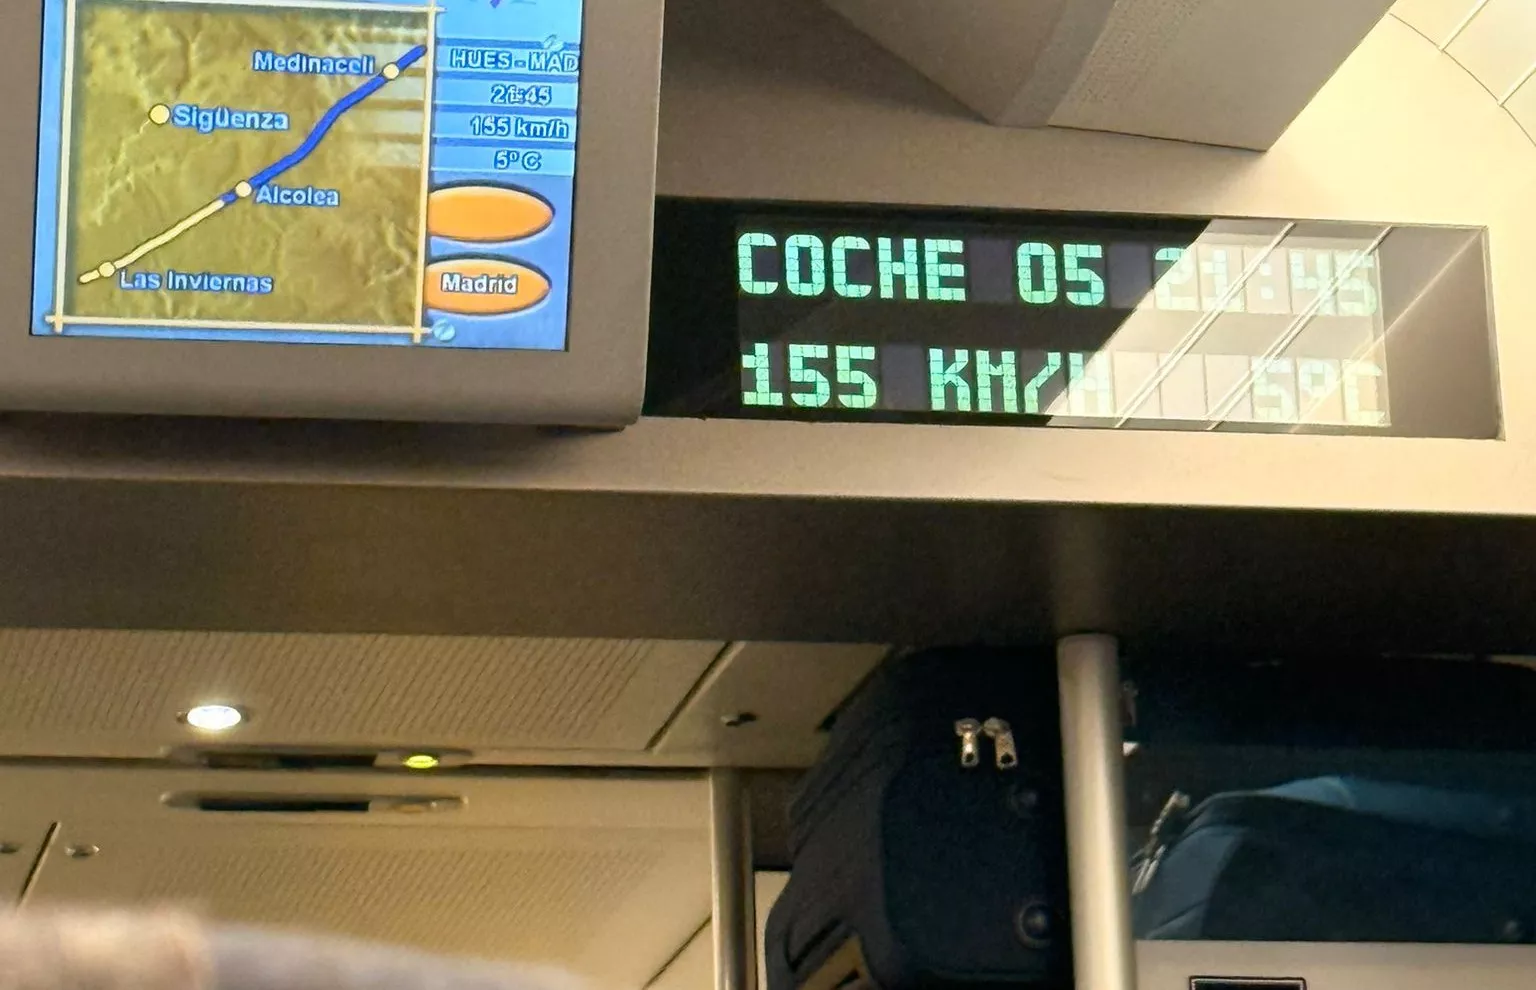 Medinaceli
Sigüenza
Alcolea
Las Inviernas
HUES - MAD
21:45
155 km/h
5º C
Madrid
COCHE 05 21:45
155 KM/H 5ºC